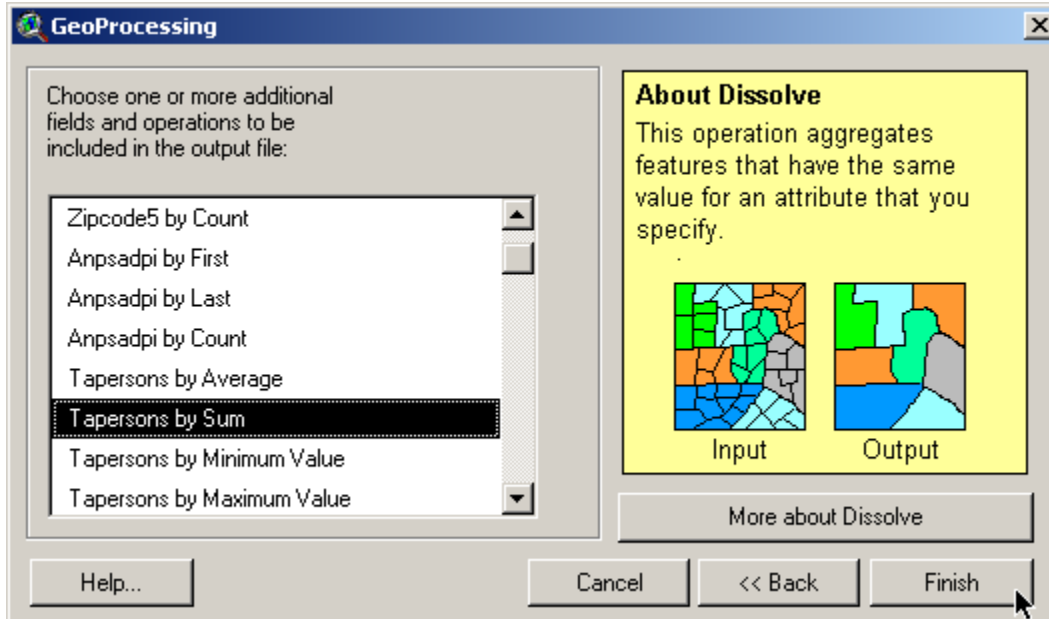 GeoProcessing
Choose one or more additional
fields and operations to be
included in the output file:
Zipcode5 by Count
Anpsadpi by First
Anpsadpi by Last
Anpsadpi by Count
Tapersons by Average
Tapersons by Sum
Tapersons by Minimum Value
Tapersons by Maximum Value
About Dissolve
This operation aggregates
features that have the same
value for an attribute that you
specify.
Input
Output
More about Dissolve
Help...
Cancel
<< Back
Finish